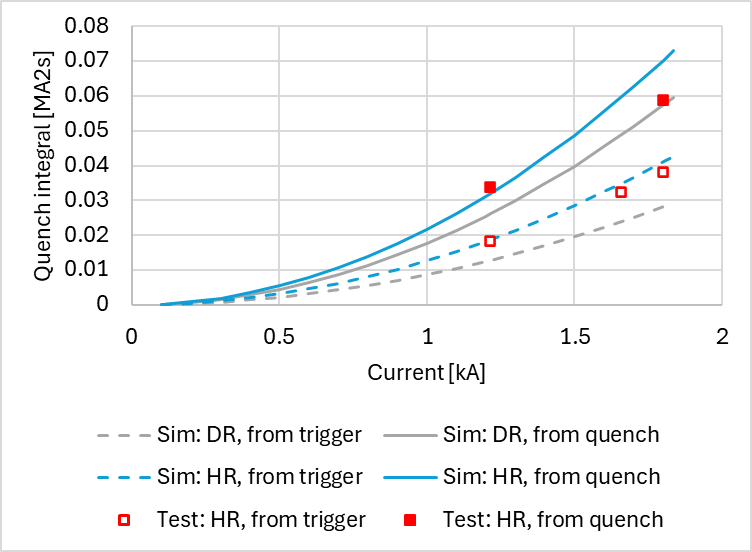 0.08
0.07
0.06
0.05
0.04
0.03
0.02
0.01
0
Quench integral [MA2s]
0 0.5 1 1.5 2
Current [kA]
Sim: DR, from trigger Sim: DR, from quench
Sim: HR, from trigger Sim: HR, from quench
Test: HR, from trigger Test: HR, from quench